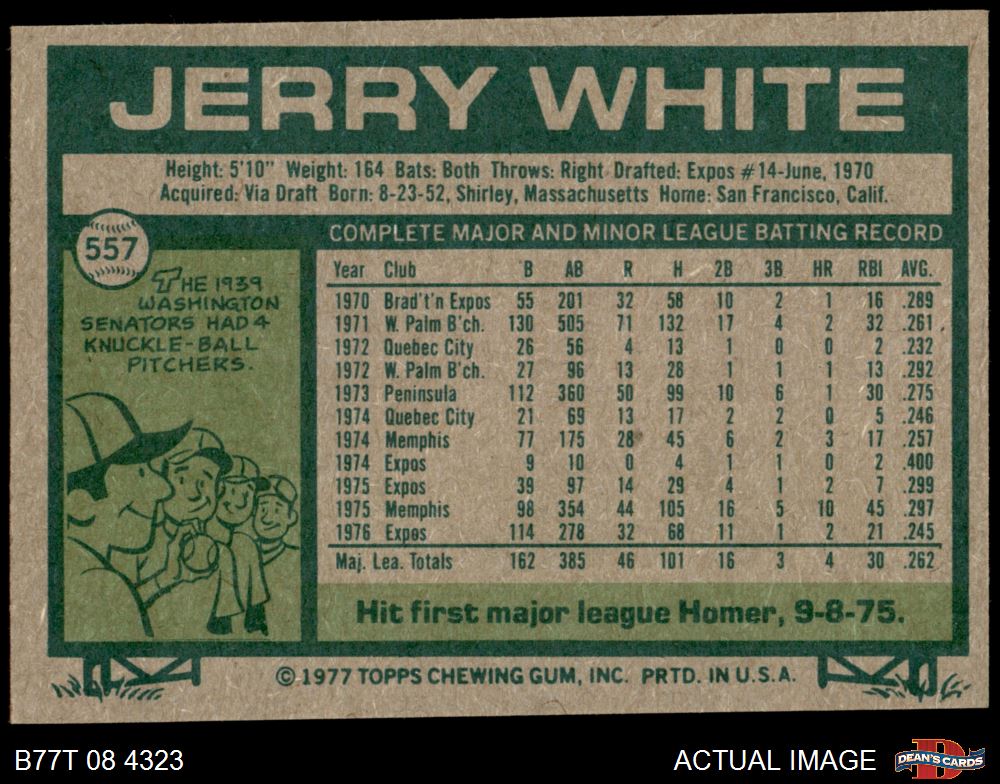 JERRY WHITE
Height: 5'10" Weight: 164 Bats: Both Throws: Right Drafted: Expos #14-June, 1970
Acquired: Via Draft Born: 8-23-52, Shirley, Massachusetts Home: San Francisco, Calif.
557
THE 1939
WASHINGTON
SENATORS HAD 4
KNUCKLE-BALL
PITCHERS.
COMPLETE MAJOR AND MINOR LEAGUE BATTING RECORD
Year Club B AB R H 2B 3B HR RBI AVG.
1970 Brad't'n Expos 55 201 32 58 10 2 1 16 .289
1971 W. Palm B'ch. 130 505 71 132 17 4 2 32 .261
1972 Quebec City 26 56 4 13 1 0 0 2 .232
1972 W. Palm B'ch. 27 96 13 28 1 1 1 13 .292
1973 Peninsula 112 360 50 99 10 6 1 30 .275
1974 Quebec City 21 69 13 17 2 2 0 5 .246
1974 Memphis 77 175 28 45 6 2 3 17 .257
1974 Expos 9 10 0 4 1 1 0 2 .400
1975 Expos 39 97 14 29 4 1 2 7 .299
1975 Memphis 98 354 44 105 16 5 10 45 .297
1976 Expos 114 278 32 68 11 1 2 21 .245
Maj. Lea. Totals 162 385 46 101 16 3 4 30 .262
Hit first major league Homer, 9-8-75.
©1977 TOPPS CHEWING GUM, INC. PRTD. IN U.S.A.
B77T 08 4323
ACTUAL IMAGE
DEAN'S CARDS